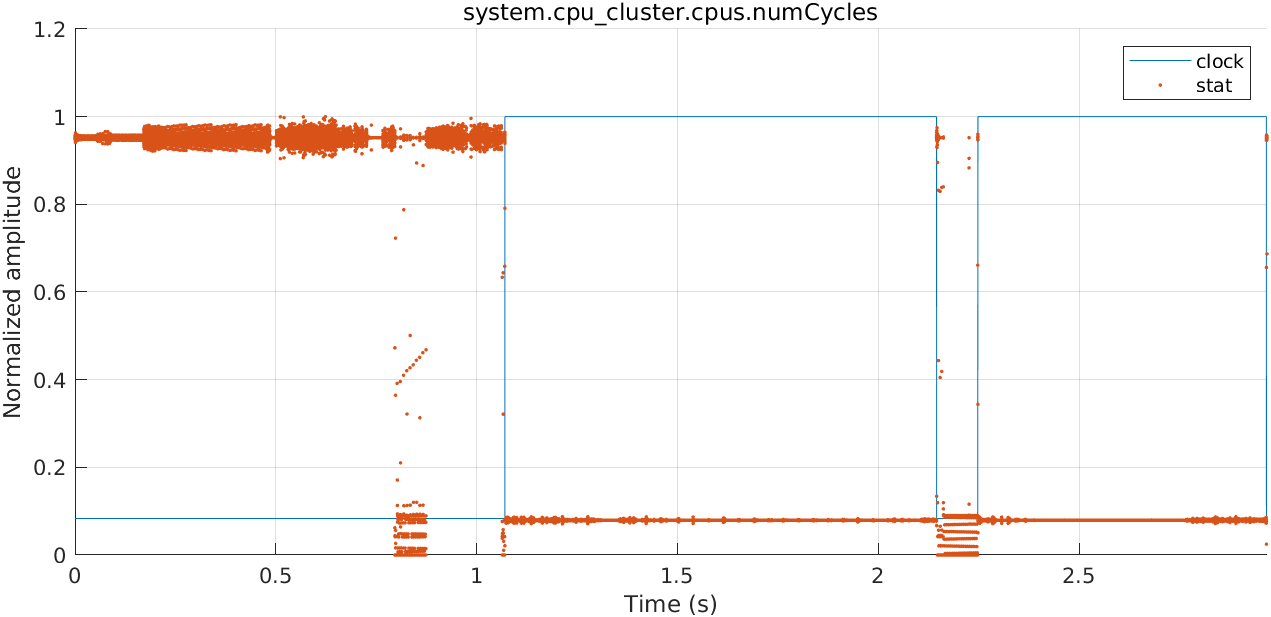 system.cpu_cluster.cpus.numCycles
1.2
1
0.8
0.6
0.4
0.2
0
Normalized amplitude
clock
stat
0
0.5
1
1.5
2
2.5
Time (s)